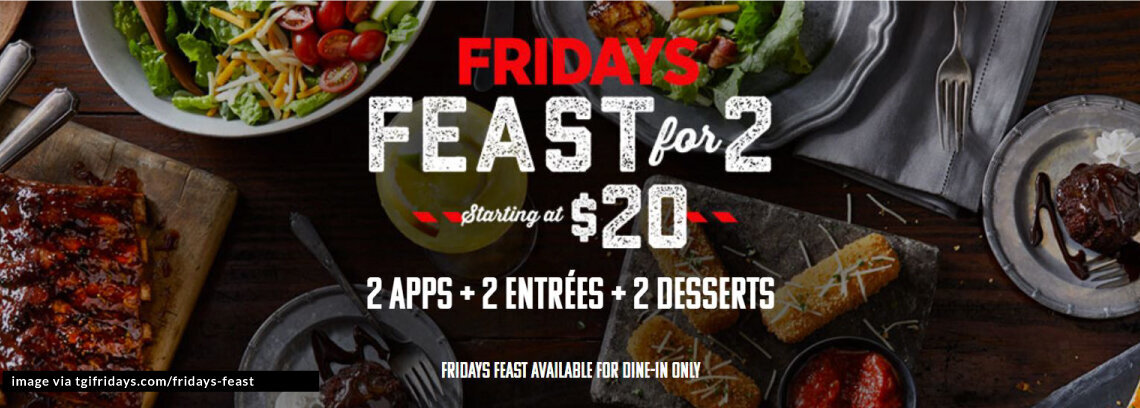 FRIDAYS
FEAST for 2
Starting at $20
2 APPS + 2 ENTRÉES + 2 DESSERTS
FRIDAYS FEAST AVAILABLE FOR DINE-IN ONLY
image via tgifridays.com/fridays-feast